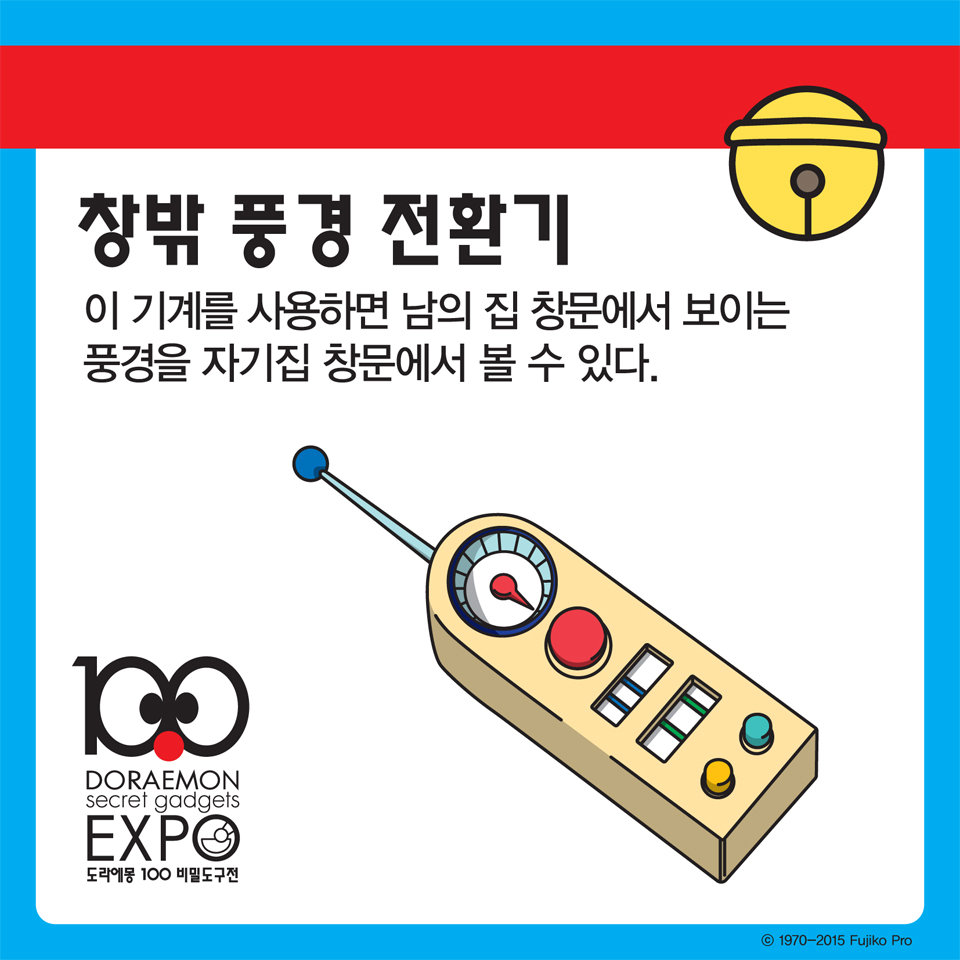 창밖 풍경 전환기
이 기계를 사용하면 남의 집 창문에서 보이는
풍경을 자기집 창문에서 볼 수 있다.
100
DORAEMON
secret gadgets
EXPO
도라에몽 100 비밀도구전
© 1970-2015 Fujiko Pro